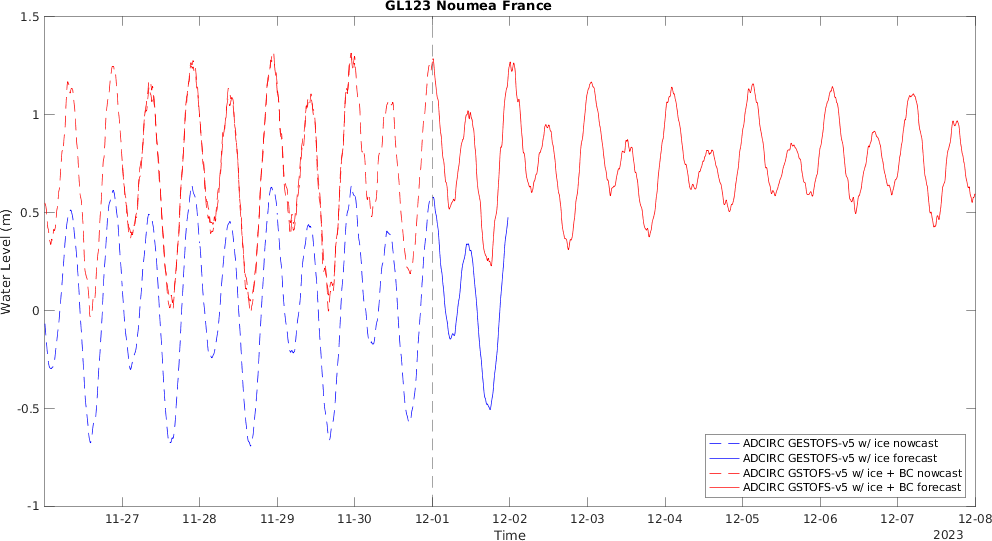 GL123 Noumea France
Water Level (m)
1.5
1
0.5
0
-0.5
-1
11-27 11-28 11-29 11-30 12-01 12-02 12-03 12-04 12-05 12-06 12-07 12-08
Time
2023
ADCIRC GESTOFS-v5 w/ ice nowcast
ADCIRC GESTOFS-v5 w/ ice forecast
ADCIRC GSTOFS-v5 w/ ice + BC nowcast
ADCIRC GSTOFS-v5 w/ ice + BC forecast